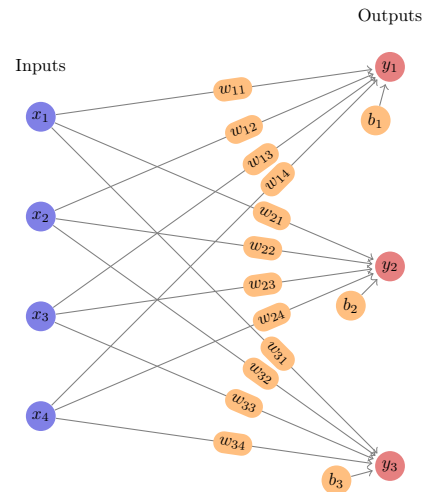 Outputs
Inputs
y₁
w₁₁
x₁
b₁
w₁₂
w₁₃
w₁₄
x₂
w₂₁
w₂₂
y₂
w₂₃
b₂
x₃
w₂₄
w₃₁
w₃₂
w₃₃
x₄
w₃₄
y₃
b₃